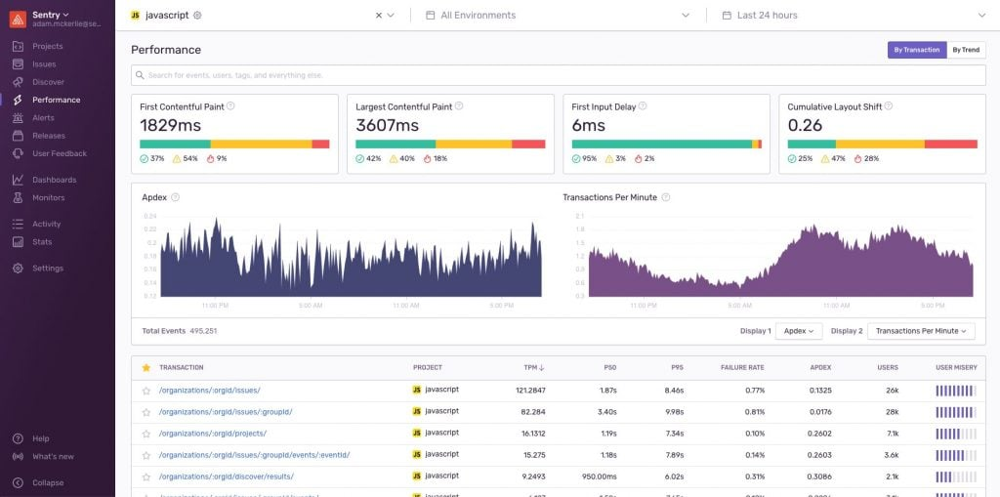 Sentry
adam.mckerlie@se...
Projects
Issues
Discover
Performance
Alerts
Releases
User Feedback
Dashboards
Monitors
Activity
Stats
Settings
Help
What's new
Collapse
JS javascript
All Environments
Last 24 hours
Performance
By Transaction By Trend
Search for events, users, tags, and everything else.
First Contentful Paint
1829ms
37% 54% 9%
Largest Contentful Paint
3607ms
42% 40% 18%
First Input Delay
6ms
95% 3% 2%
Cumulative Layout Shift
0.26
25% 47% 28%
Apdex
0.24
0.22
0.2
0.18
0.16
0.14
0.12
11:00 PM 5:00 AM 11:00 AM 5:00 PM
Transactions Per Minute
2.1
1.8
1.5
1.2
0.9
0.6
0.3
11:00 PM 5:00 AM 11:00 AM 5:00 PM
Total Events 495,251
Display 1 Apdex Display 2 Transactions Per Minute
TRANSACTION PROJECT TPM P50 P95 FAILURE RATE APDEX USERS USER MISERY
/organizations/:orgId/issues/ JS javascript 121.2847 1.87s 8.46s 0.77% 0.1325 26k
/organizations/:orgId/issues/:groupId/ JS javascript 82.284 3.40s 9.98s 0.81% 0.0176 28k
/organizations/:orgId/projects/ JS javascript 16.1312 1.19s 7.34s 0.10% 0.2602 7.1k
/organizations/:orgId/issues/:groupId/events/:eventId/ JS javascript 15.275 1.18s 7.89s 0.14% 0.2603 3.6k
/organizations/:orgId/discover/results/ JS javascript 9.2493 950.00ms 6.02s 0.31% 0.3086 2.1k